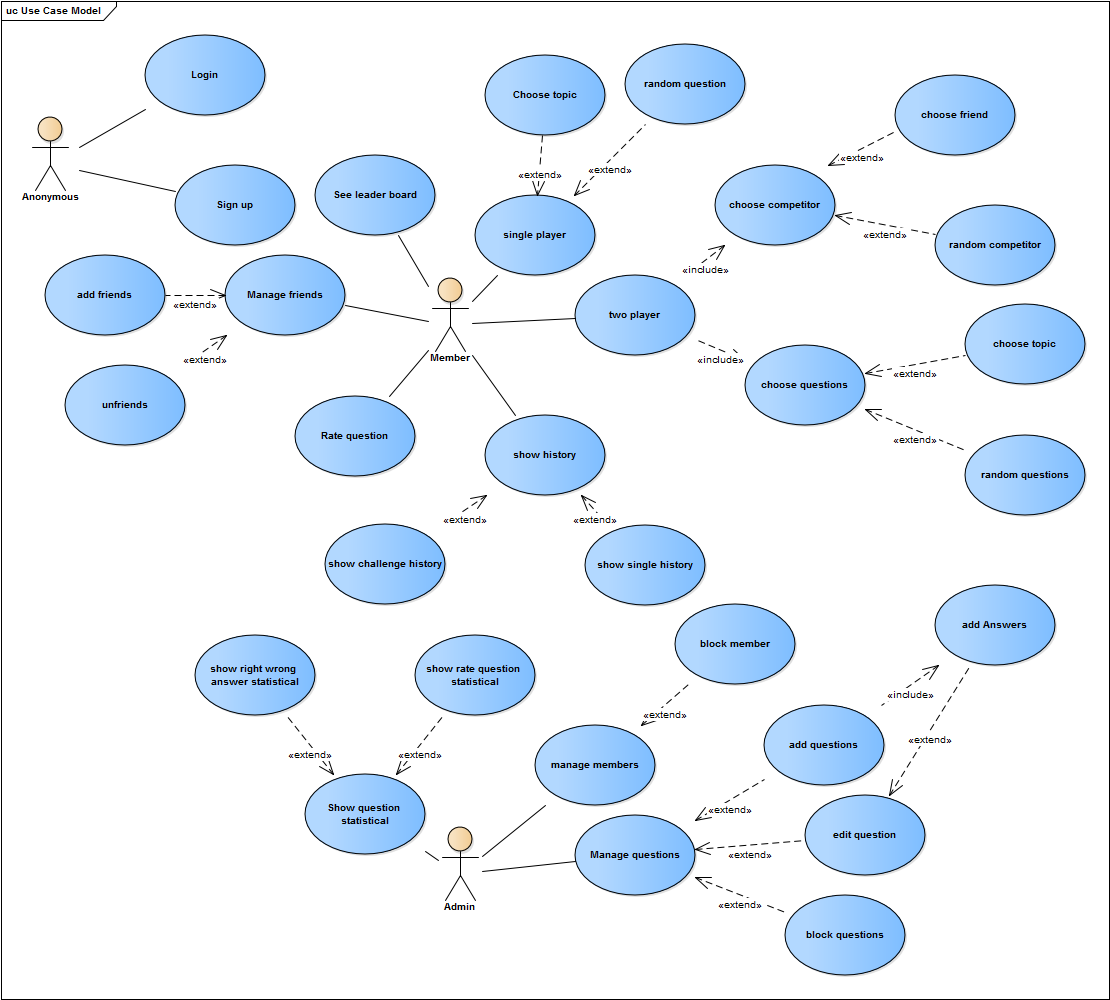 uc Use Case Model
Login
Choose topic
random question
choose friend
«extend»
«extend»
«extend»
Anonymous
See leader board
Sign up
single player
choose competitor
«extend»
random competitor
«include»
add friends
«extend»
Manage friends
two player
choose topic
Member
«extend»
«include»
«extend»
choose questions
unfriends
Rate question
«extend»
show history
random questions
«extend»
«extend»
show challenge history
show single history
add Answers
block member
show right wrong
answer statistical
show rate question
statistical
«include»
«extend»
«extend»
«extend»
«extend»
add questions
manage members
Show question
statistical
«extend»
edit question
Manage questions
«extend»
Admin
«extend»
block questions